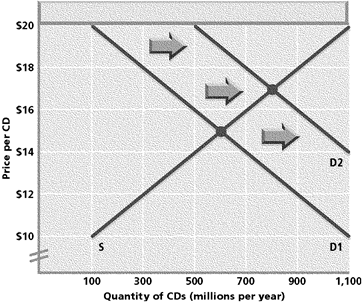 $20
$18
$16
$14
$12
$10
Price per CD
D2
S
D1
100
300
500
700
900
1,100
Quantity of CDs (millions per year)